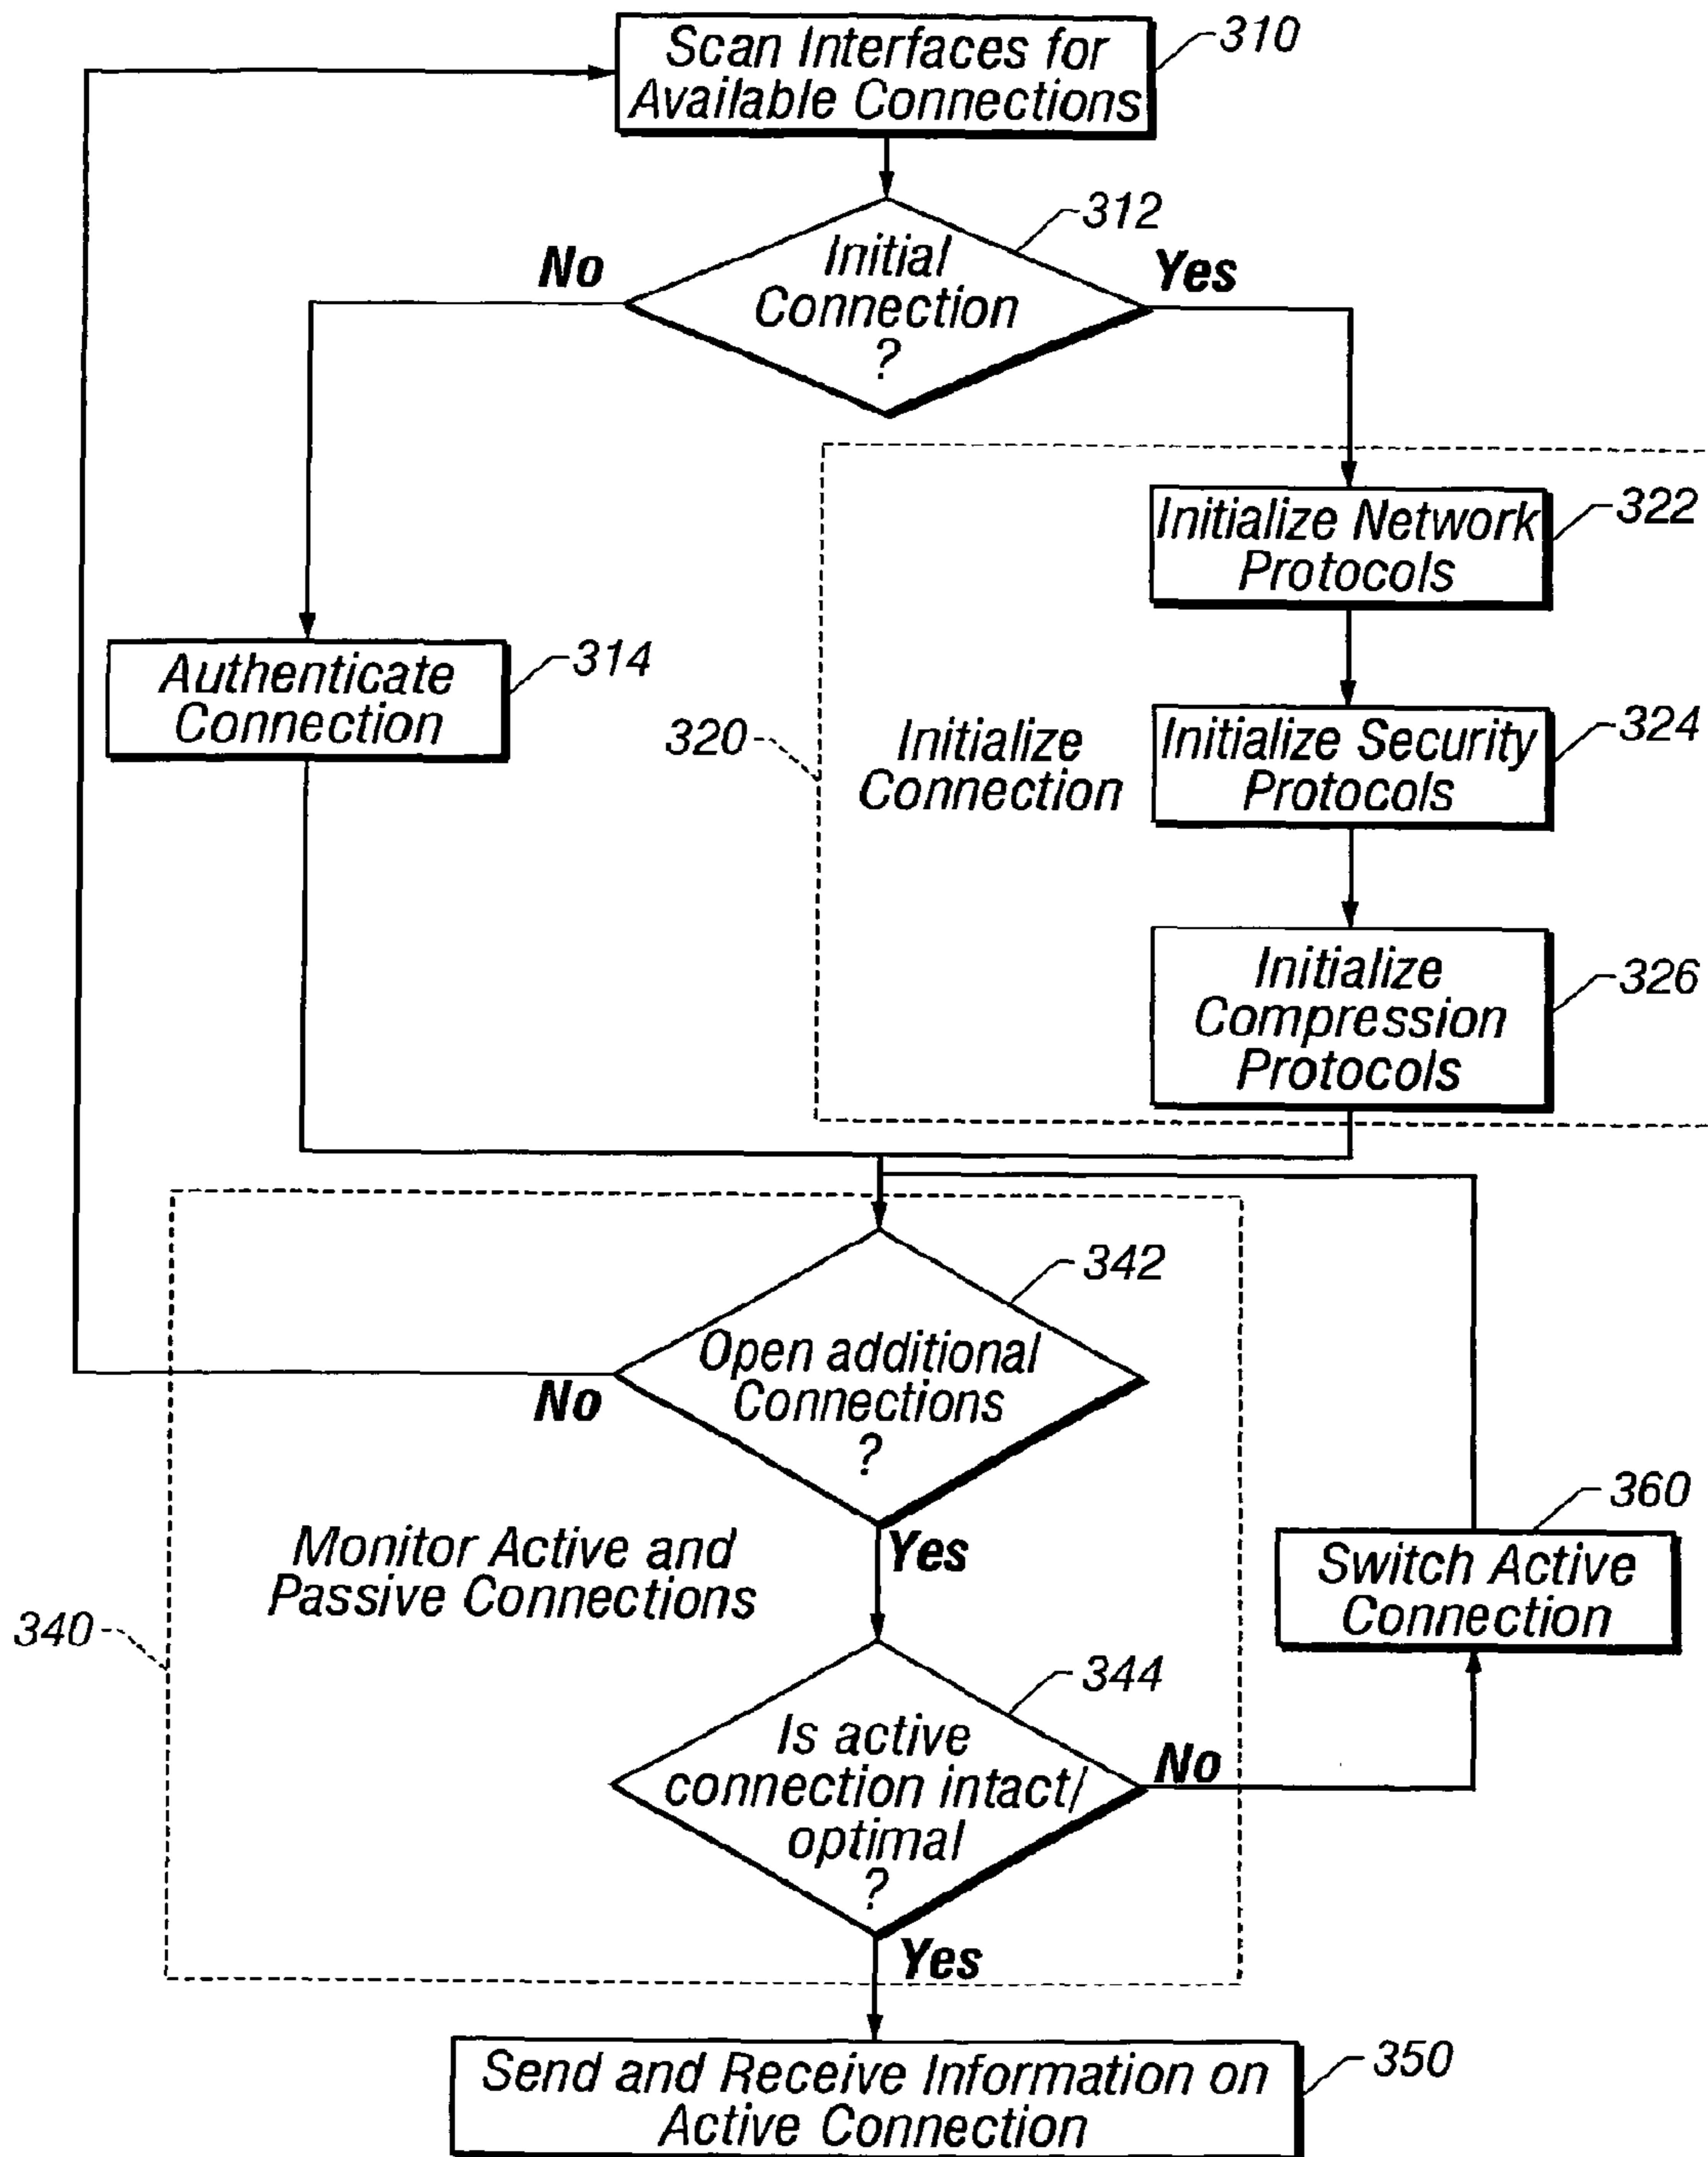 Scan Interfaces for
Available Connections
310
312
Initial
Connection
?
No
Yes
Initialize Network
Protocols
322
Authenticate
Connection
314
320
Initialize
Connection
Initialize Security
Protocols
324
Initialize
Compression
Protocols
326
342
Open additional
Connections
?
No
Yes
Monitor Active and
Passive Connections
340
360
Switch Active
Connection
344
Is active
connection intact/
optimal
?
No
Yes
Send and Receive Information on
Active Connection
350